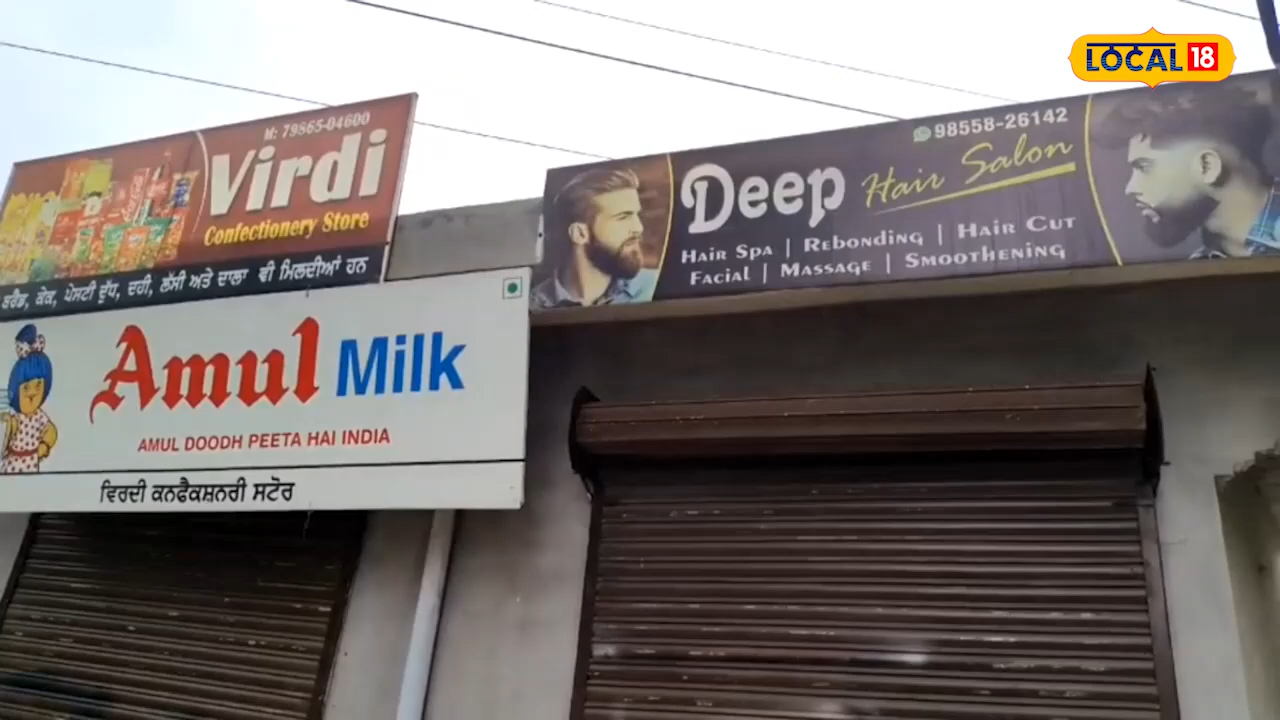 LOCAL 18
M: 79865-04600
Virdi
Confectionery Store
ਬਰੈਡ, ਕੇਕ, ਪੇਸਟੀ ਦੁੱਧ, ਦਹੀ, ਲੱਸੀ ਅਤੇ ਦਾਲਾ ਵੀ ਮਿਲਦੀਆਂ ਹਨ
Amul Milk
AMUL DOODH PEETA HAI INDIA
ਵਿਰਦੀ ਕਨਫੈਕਸ਼ਨਰੀ ਸਟੋਰ
98558-26142
Deep Hair Salon
Hair Spa | Rebonding | Hair Cut
Facial | Massage | Smoothening